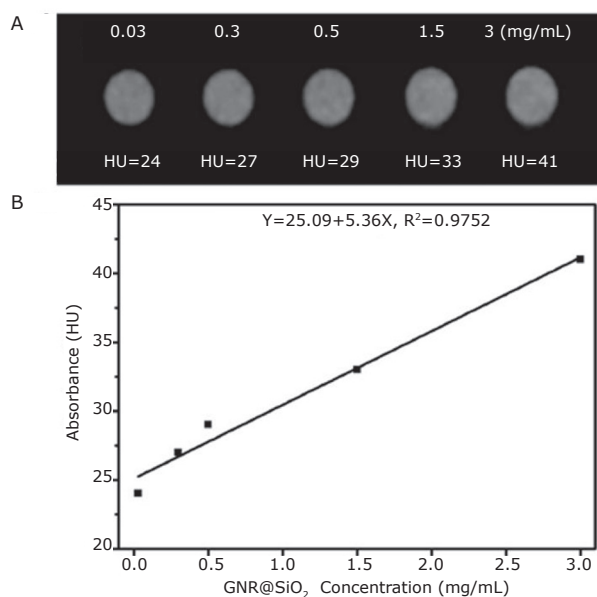 A
0.03 0.3 0.5 1.5 3 (mg/mL)
HU=24 HU=27 HU=29 HU=33 HU=41
B
Y=25.09+5.36X, R²=0.9752
45
40
35
30
25
20
Absorbance (HU)
0.0 0.5 1.0 1.5 2.0 2.5 3.0
GNR@SiO₂ Concentration (mg/mL)